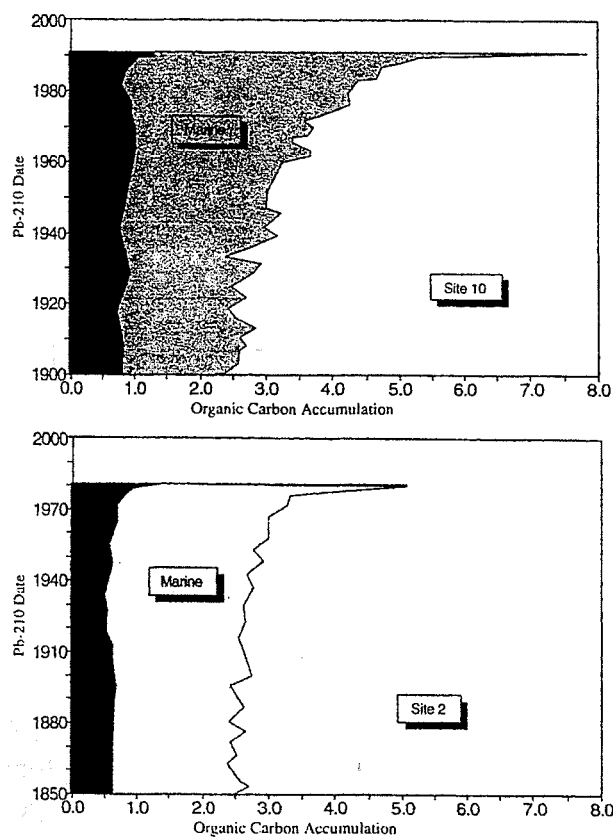 2000
1980
1960
1940
1920
1900
Pb-210 Date
Marine
Site 10
0.0 1.0 2.0 3.0 4.0 5.0 6.0 7.0 8.0
Organic Carbon Accumulation
2000
1970
1940
1910
1880
1850
Pb-210 Date
Marine
Site 2
0.0 1.0 2.0 3.0 4.0 5.0 6.0 7.0 8.0
Organic Carbon Accumulation